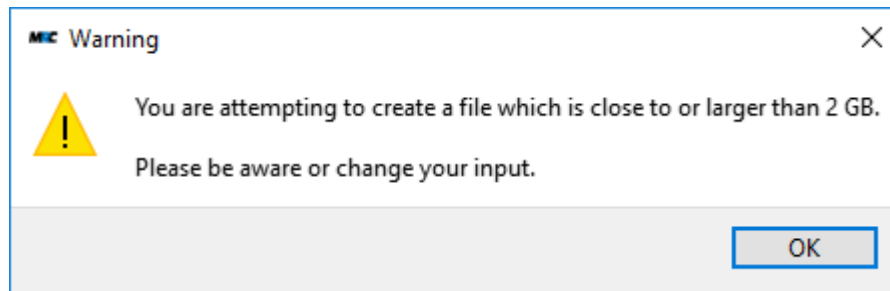 Warning
You are attempting to create a file which is close to or larger than 2 GB.
Please be aware or change your input.
OK